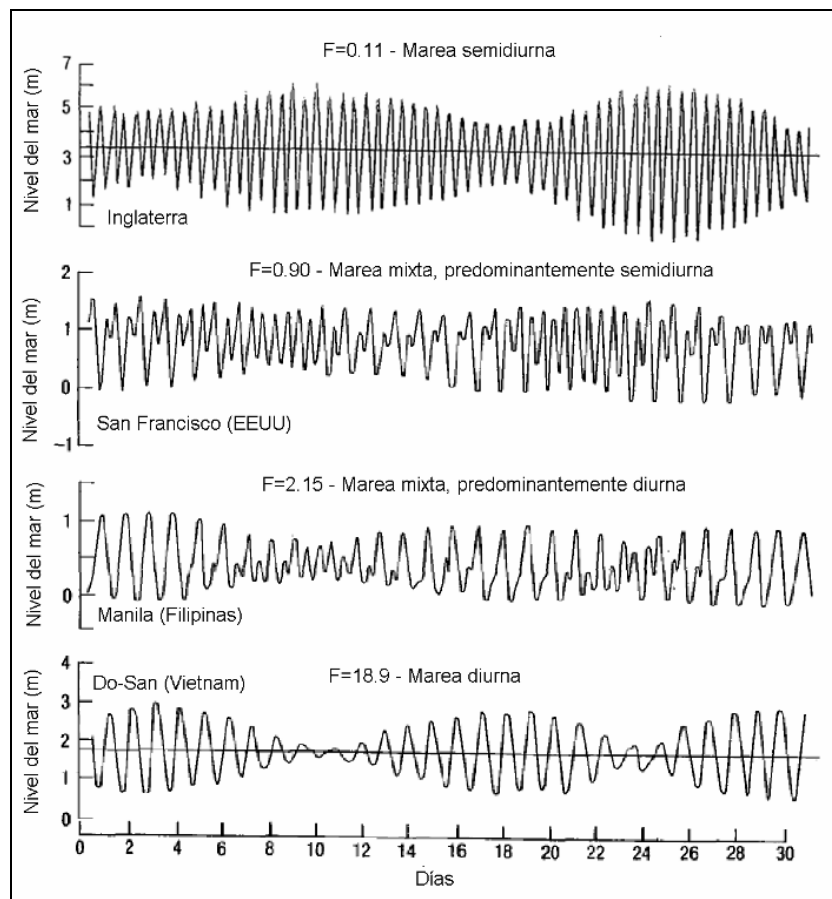 F=0.11 - Marea semidiurna
Nivel del mar (m)
7
5
3
1
Inglaterra
F=0.90 - Marea mixta, predominantemente semidiurna
Nivel del mar (m)
2
1
0
-1
San Francisco (EEUU)
F=2.15 - Marea mixta, predominantemente diurna
Nivel del mar (m)
1
0
Manila (Filipinas)
Do-San (Vietnam)
F=18.9 - Marea diurna
Nivel del mar (m)
4
3
2
1
0
0 2 4 6 8 10 12 14 16 18 20 22 24 26 28 30
Días